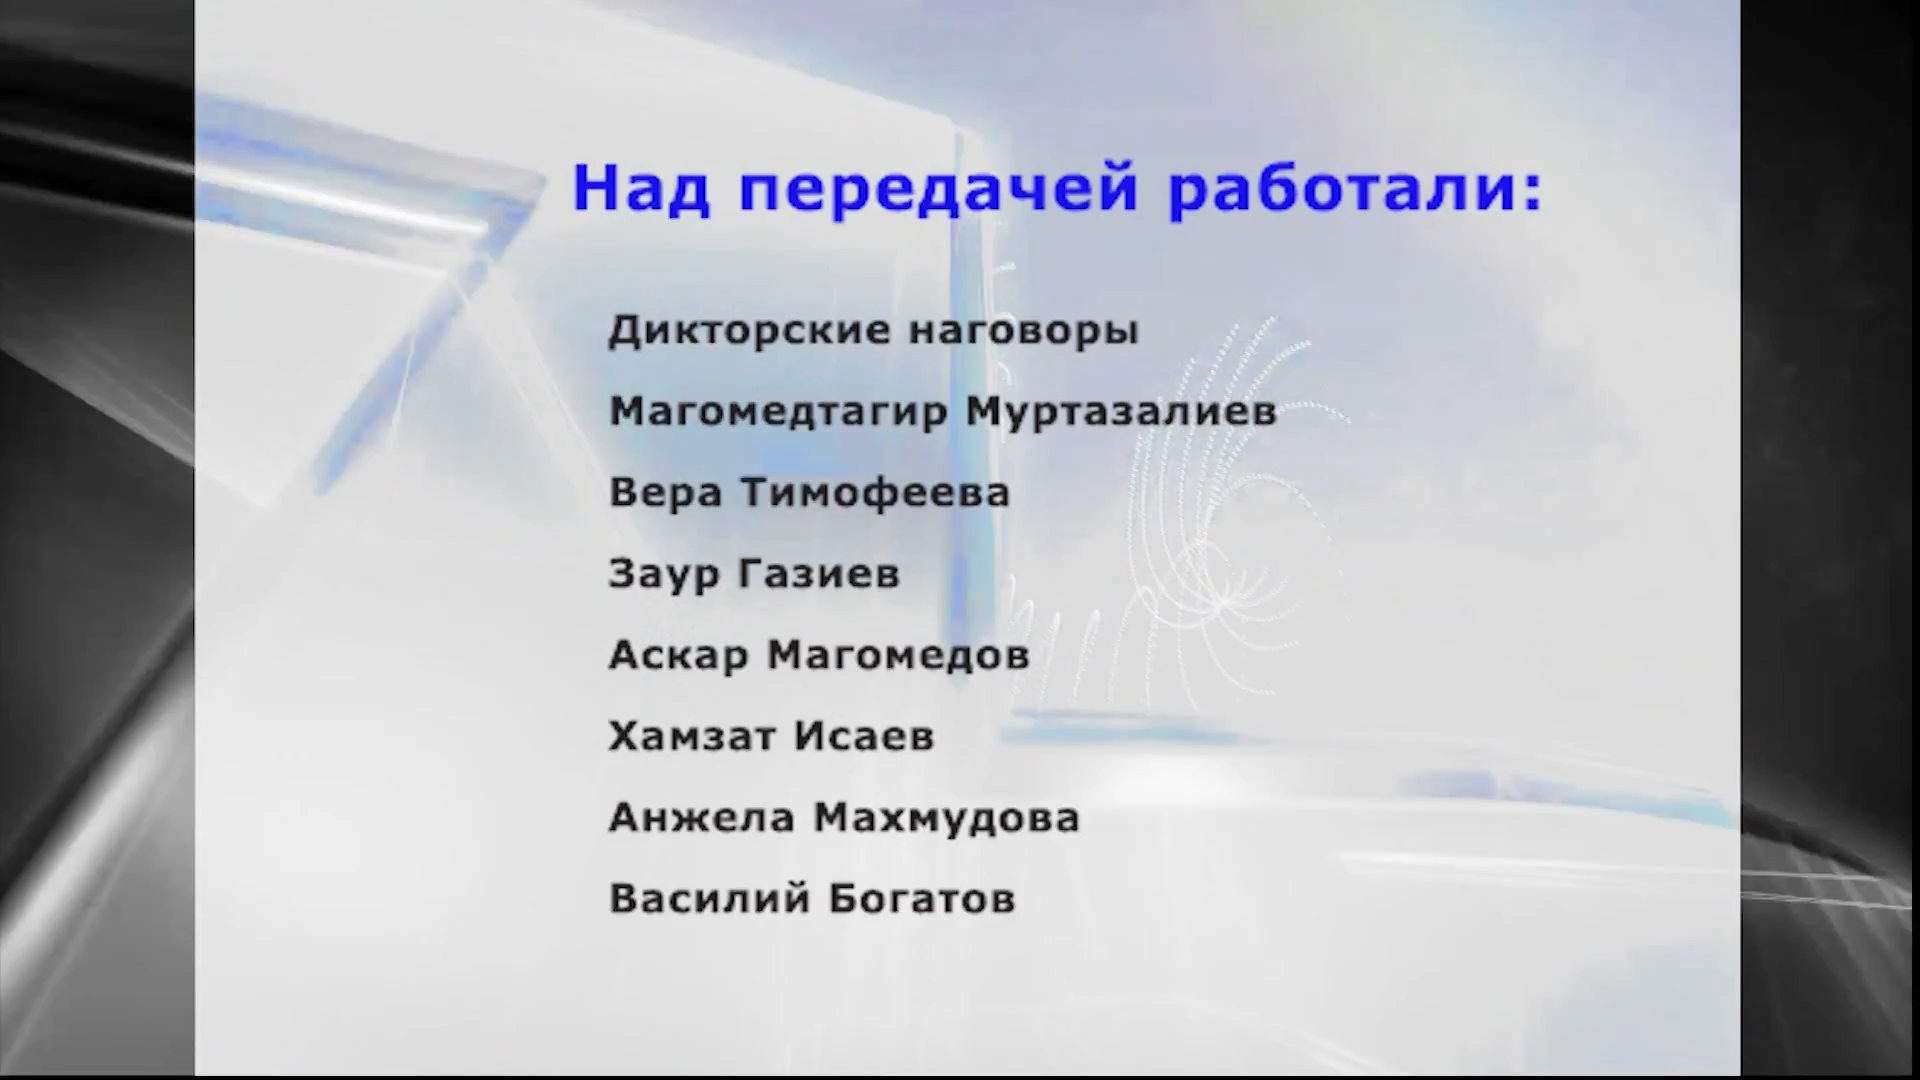 Над передачей работали:
Дикторские наговоры
Магомедтагир Муртазалиев
Вера Тимофеева
Заур Газиев
Аскар Магомедов
Хамзат Исаев
Анжела Махмудова
Василий Богатов